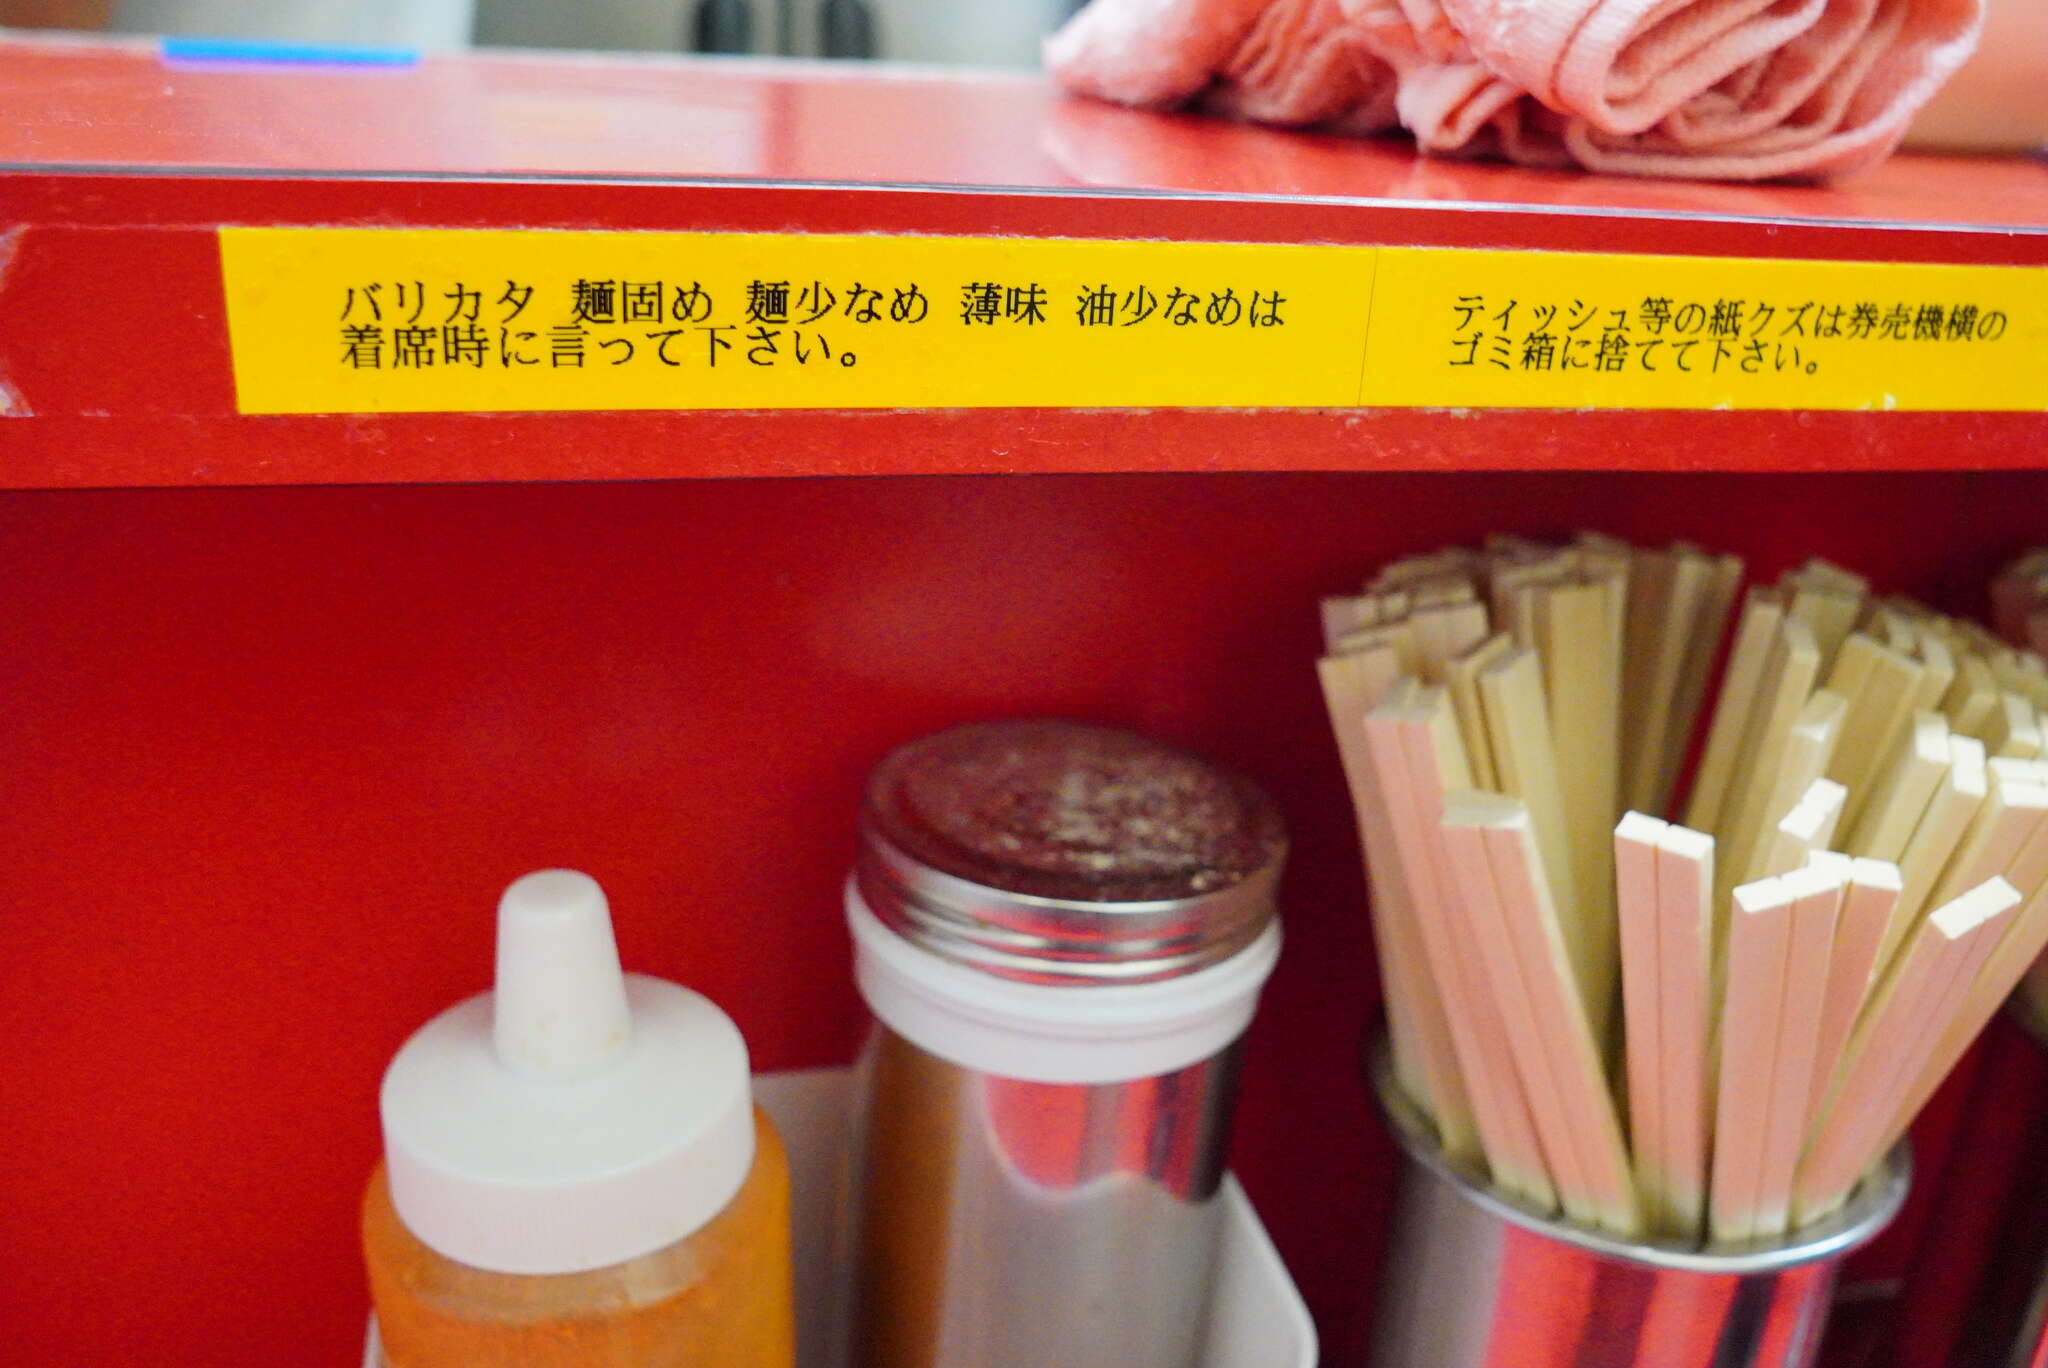 バリカタ 麺固め 麺少なめ 薄味 油少なめは
着席時に言って下さい。
ティッシュ等の紙クズは券売機横の
ゴミ箱に捨てて下さい。